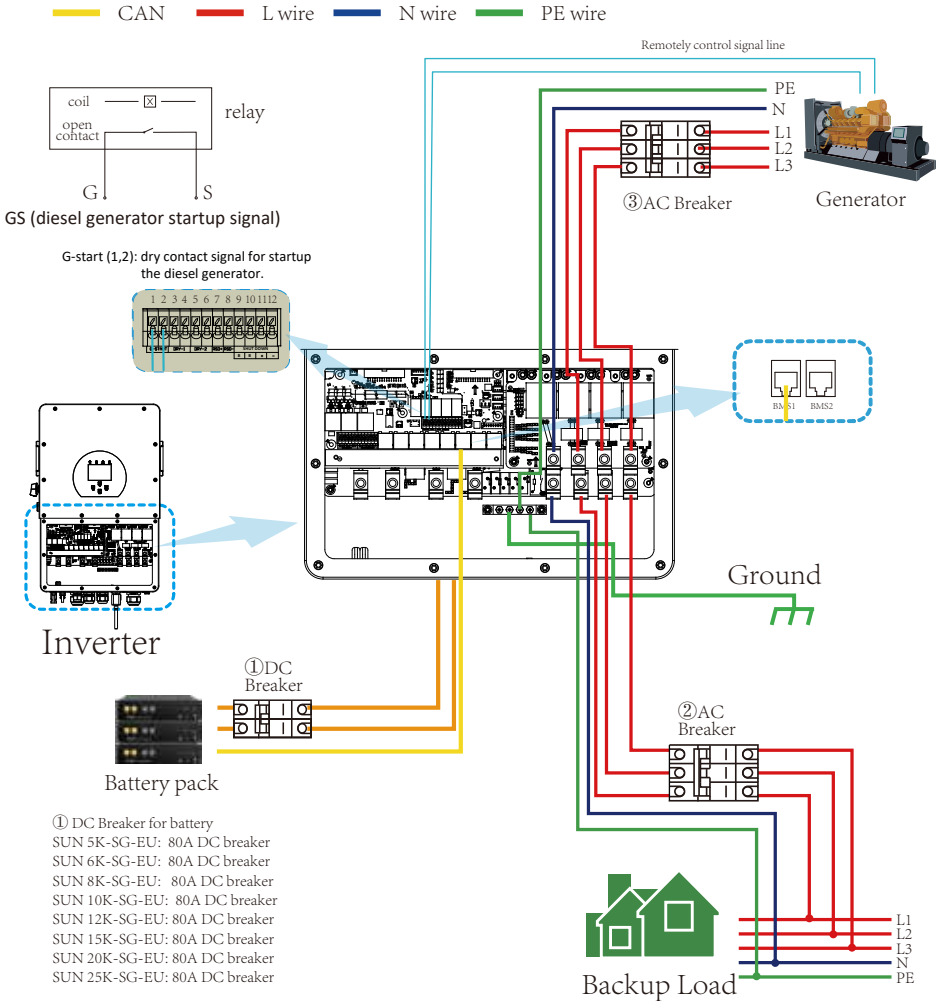 CAN L wire N wire PE wire
Remotely control signal line
coil
open
contact
relay
G S
GS (diesel generator startup signal)
PE
N
L1
L2
L3
③AC Breaker
Generator
G-start (1,2): dry contact signal for startup
the diesel generator.
1 2 3 4 5 6 7 8 9 10 11 12
BMS1 BMS2
Inverter
Ground
①DC
Breaker
②AC
Breaker
Battery pack
① DC Breaker for battery
SUN 5K-SG-EU: 80A DC breaker
SUN 6K-SG-EU: 80A DC breaker
SUN 8K-SG-EU: 80A DC breaker
SUN 10K-SG-EU: 80A DC breaker
SUN 12K-SG-EU: 80A DC breaker
SUN 15K-SG-EU: 80A DC breaker
SUN 20K-SG-EU: 80A DC breaker
SUN 25K-SG-EU: 80A DC breaker
L1
L2
L3
N
PE
Backup Load